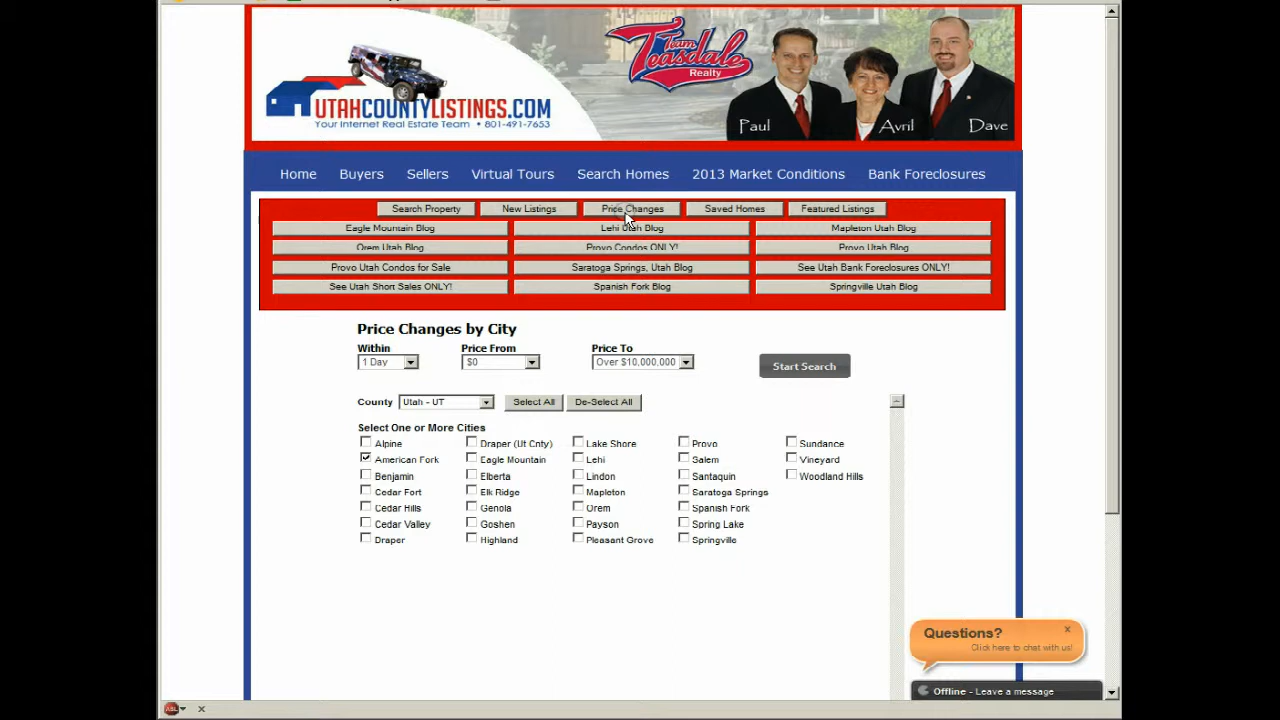 Team
Teasdale
Realty
UTAHCOUNTYLISTINGS.COM
Your Internet Real Estate Team • 801-491-7653
Paul Avril Dave
Home Buyers Sellers Virtual Tours Search Homes 2013 Market Conditions Bank Foreclosures
Search Property New Listings Price Changes Saved Homes Featured Listings
Eagle Mountain Blog Lehi Utah Blog Mapleton Utah Blog
Orem Utah Blog Provo Condos ONLY! Provo Utah Blog
Provo Utah Condos for Sale Saratoga Springs, Utah Blog See Utah Bank Foreclosures ONLY!
See Utah Short Sales ONLY! Spanish Fork Blog Springville Utah Blog
Price Changes by City
Within Price From Price To
1 Day $0 Over $10,000,000 Start Search
County Utah - UT Select All De-Select All
Select One or More Cities
Alpine Draper (Ut Cnty) Lake Shore Provo Sundance
American Fork Eagle Mountain Lehi Salem Vineyard
Benjamin Elberta Lindon Santaquin Woodland Hills
Cedar Fort Elk Ridge Mapleton Saratoga Springs
Cedar Hills Genola Orem Spanish Fork
Cedar Valley Goshen Payson Spring Lake
Draper Highland Pleasant Grove Springville
Questions?
Click here to chat with us!
Offline - Leave a message
ABP